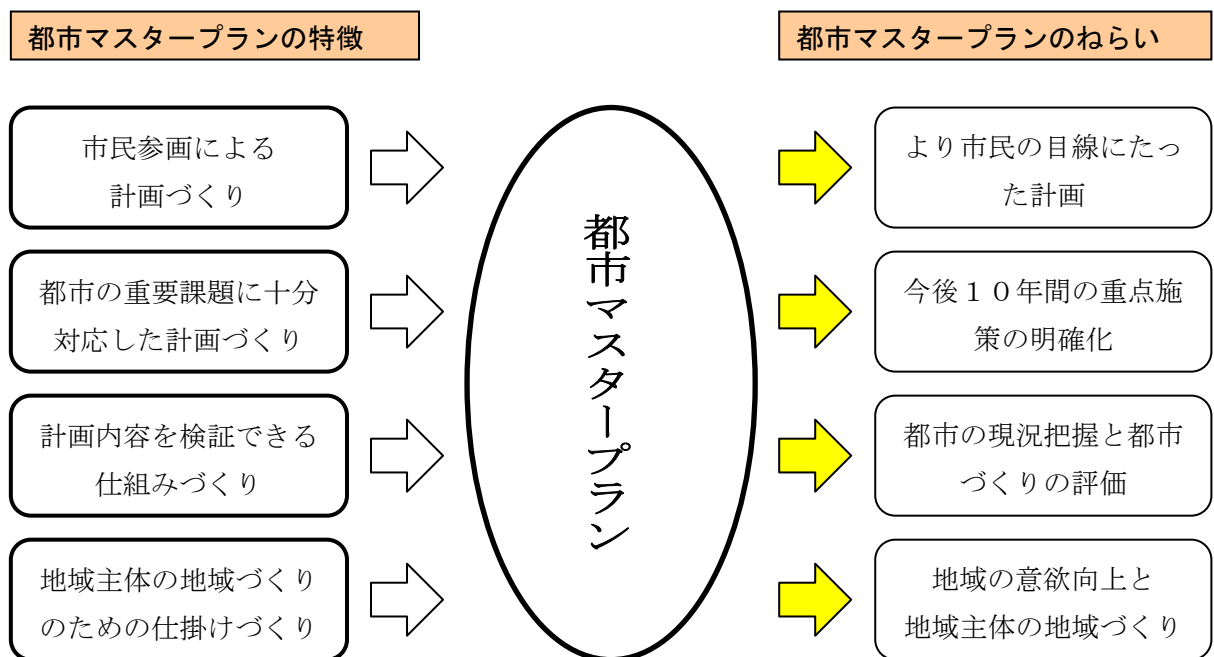 都市マスタープランの特徴
市民参画による
計画づくり
都市の重要課題に十分
対応した計画づくり
計画内容を検証できる
仕組みづくり
地域主体の地域づくり
のための仕掛けづくり
都市マスタープラン
都市マスタープランのねらい
より市民の目線にたっ
た計画
今後１０年間の重点施
策の明確化
都市の現況把握と都市
づくりの評価
地域の意欲向上と
地域主体の地域づくり